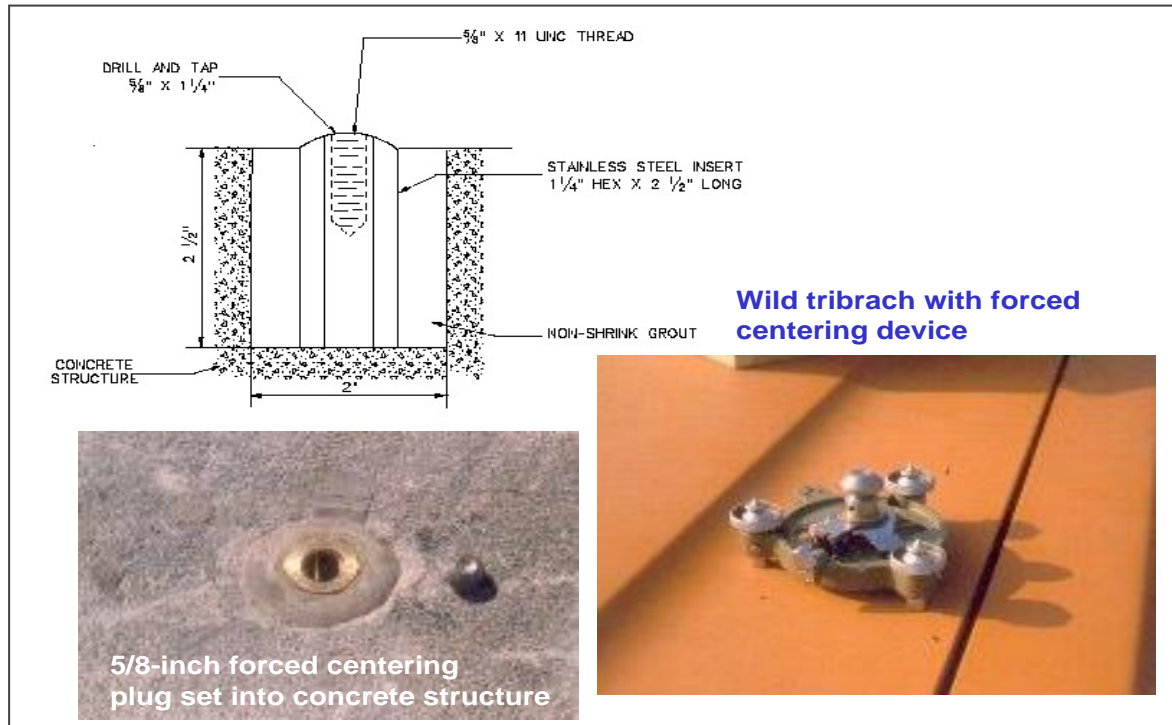 ⅝" X 11 UNC THREAD
DRILL AND TAP
⅝" X 1 ¼"
STAINLESS STEEL INSERT
1 ¼" HEX X 2 ½" LONG
2 ½"
NON-SHRINK GROUT
CONCRETE
STRUCTURE
2"
Wild tribrach with forced
centering device
5/8-inch forced centering
plug set into concrete structure